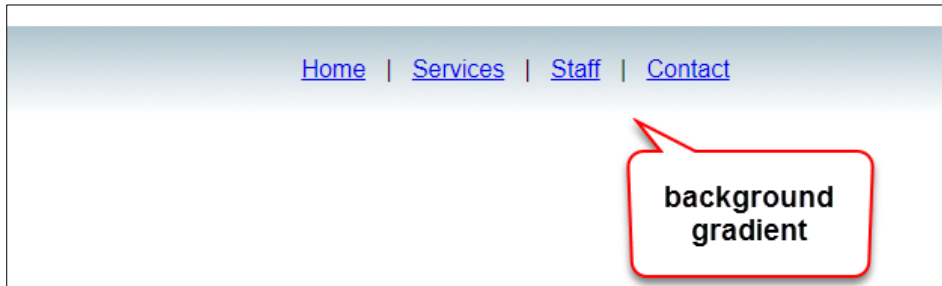 Home | Services | Staff | Contact
background
gradient